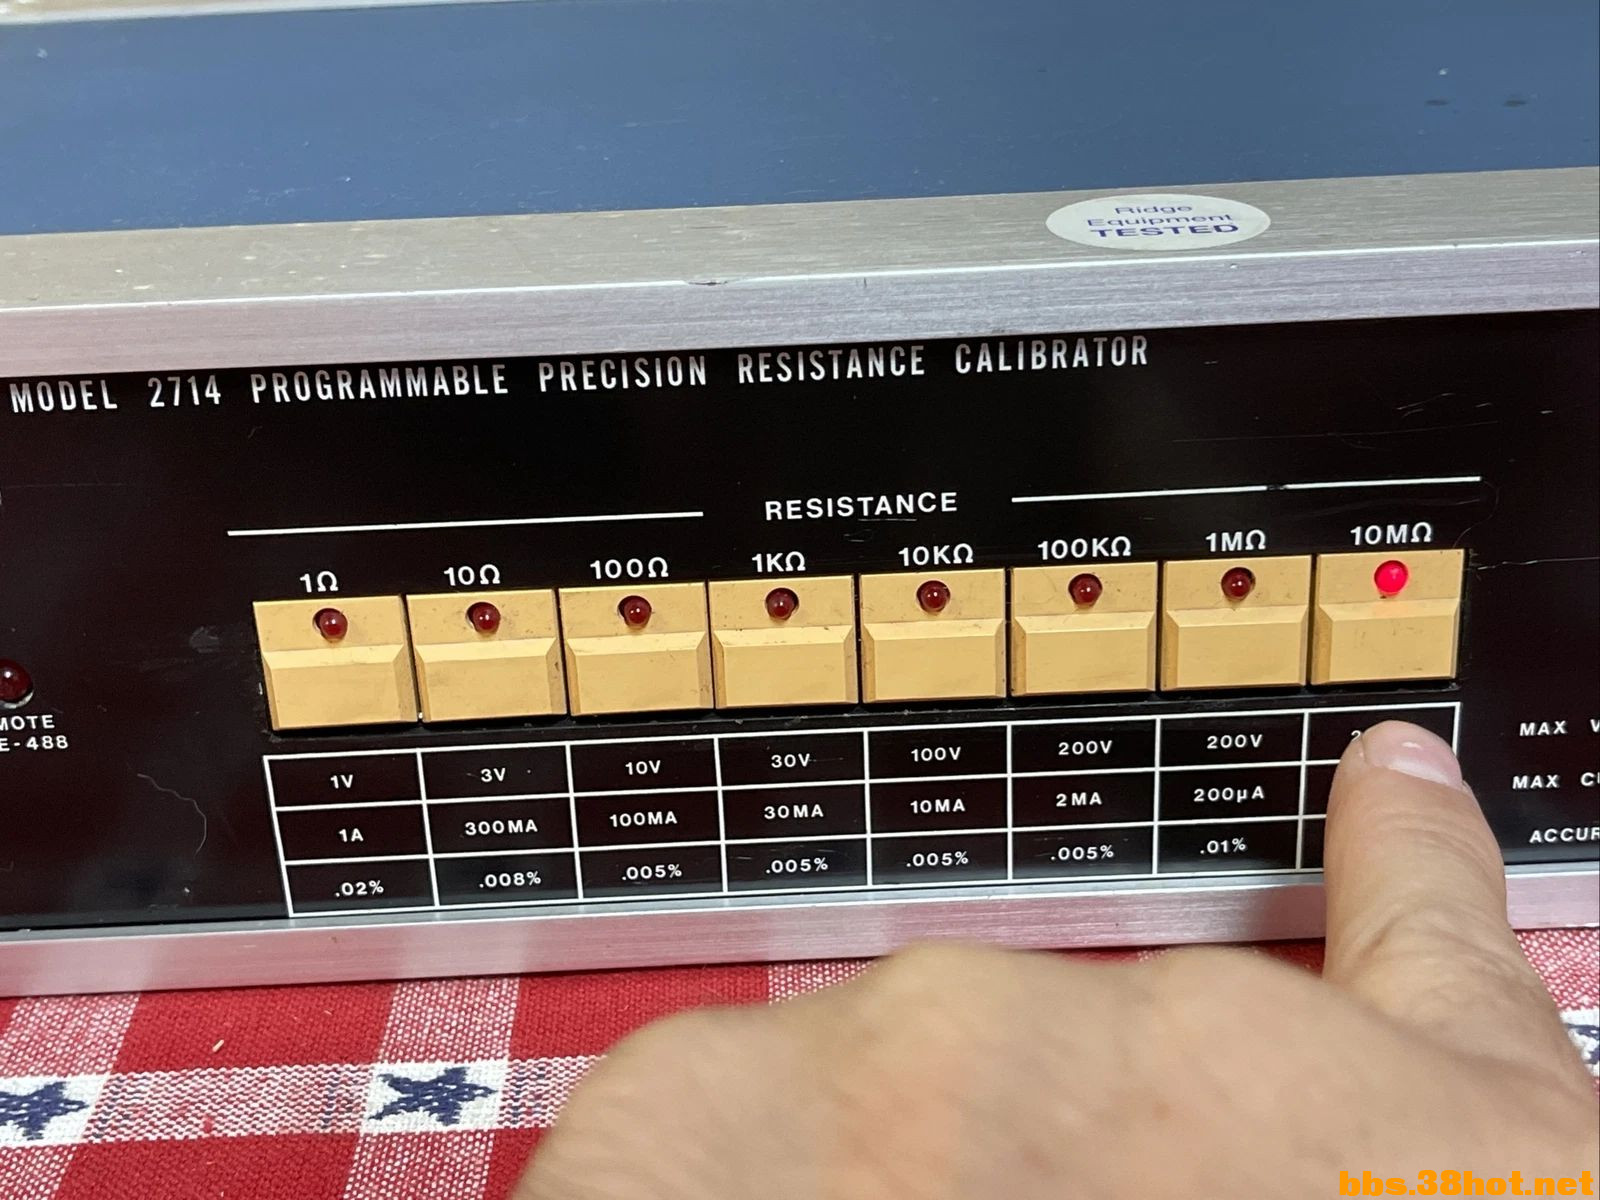 Ridge
Equipment
TESTED
MODEL 2714 PROGRAMMABLE PRECISION RESISTANCE CALIBRATOR
RESISTANCE
1Ω 10Ω 100Ω 1KΩ 10KΩ 100KΩ 1MΩ 10MΩ
MOTE
E-488
1V 3V 10V 30V 100V 200V 200V 2 MAX V
1A 300MA 100MA 30MA 10MA 2MA 200µA MAX C
.02% .008% .005% .005% .005% .005% .01% ACCUR
bbs.38hot.net